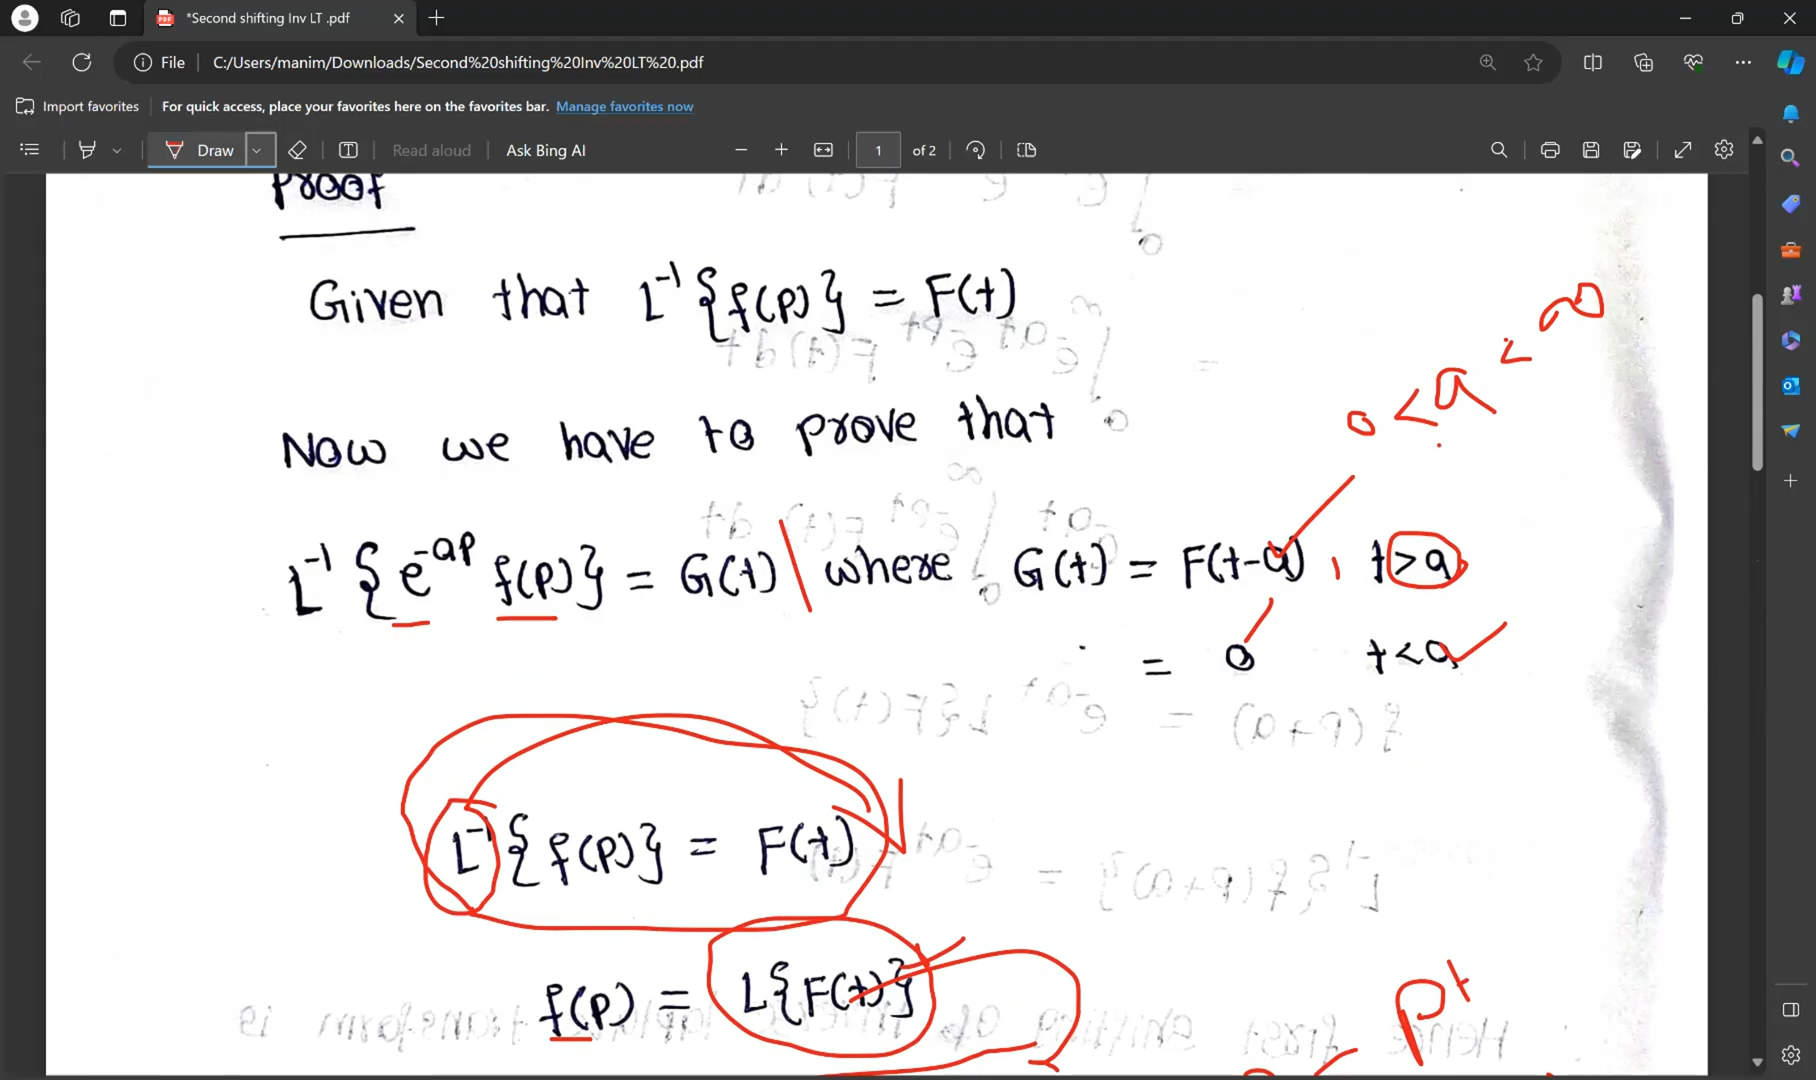 *Second shifting Inv LT .pdf
File C:/Users/manim/Downloads/Second%20shifting%20Inv%20LT%20.pdf
Import favorites For quick access, place your favorites here on the favorites bar. Manage favorites now
Draw Read aloud Ask Bing AI 1 of 2
Proof
Given that L⁻¹{f(p)} = F(t)
0 < a < ∞
Now we have to prove that
L⁻¹{e^-ap f(p)} = G(t) where G(t) = F(t-a), t>a
= 0 t<a
L⁻¹{f(p)} = F(t)
f(p) = L{F(t)}
pt